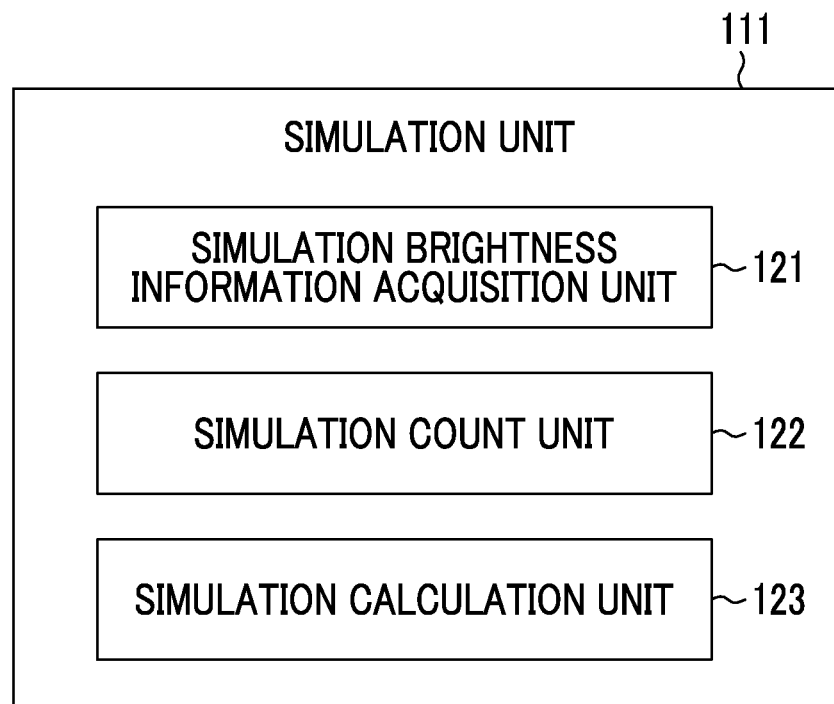 111
SIMULATION UNIT
SIMULATION BRIGHTNESS
INFORMATION ACQUISITION UNIT
121
SIMULATION COUNT UNIT
122
SIMULATION CALCULATION UNIT
123